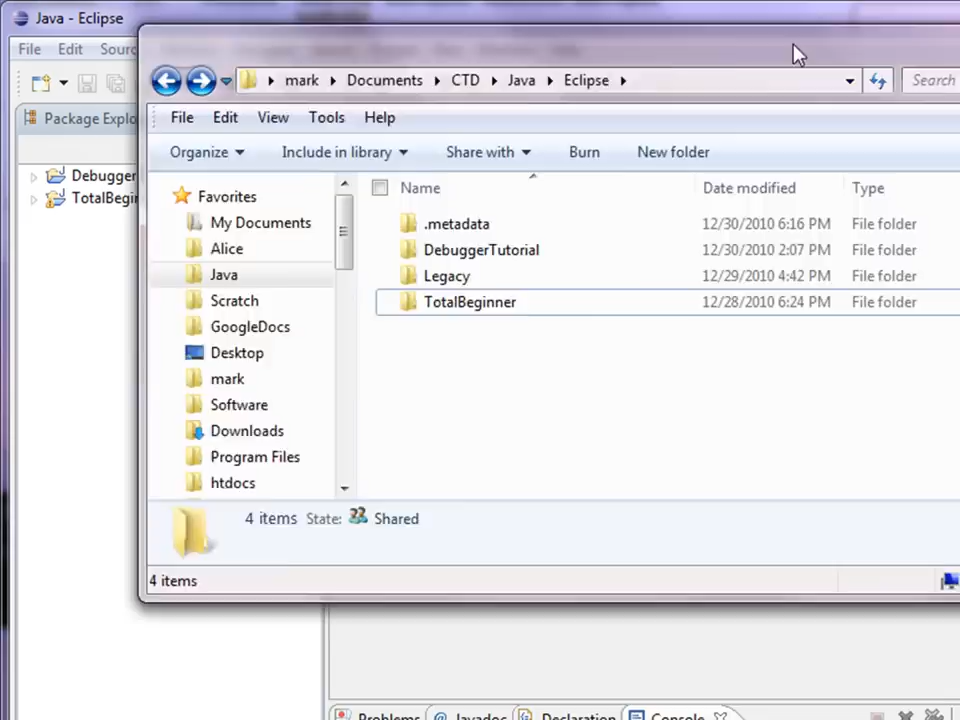 Java - Eclipse
File Edit Sourc
Package Explo
Debugger
TotalBegin
mark Documents CTD Java Eclipse Search
File Edit View Tools Help
Organize Include in library Share with Burn New folder
Name Date modified Type
Favorites
My Documents
Alice
Java
Scratch
GoogleDocs
Desktop
mark
Software
Downloads
Program Files
htdocs
.metadata 12/30/2010 6:16 PM File folder
DebuggerTutorial 12/30/2010 2:07 PM File folder
Legacy 12/29/2010 4:42 PM File folder
TotalBeginner 12/28/2010 6:24 PM File folder
4 items State: Shared
4 items
Problems @ Javadoc Declaration Console